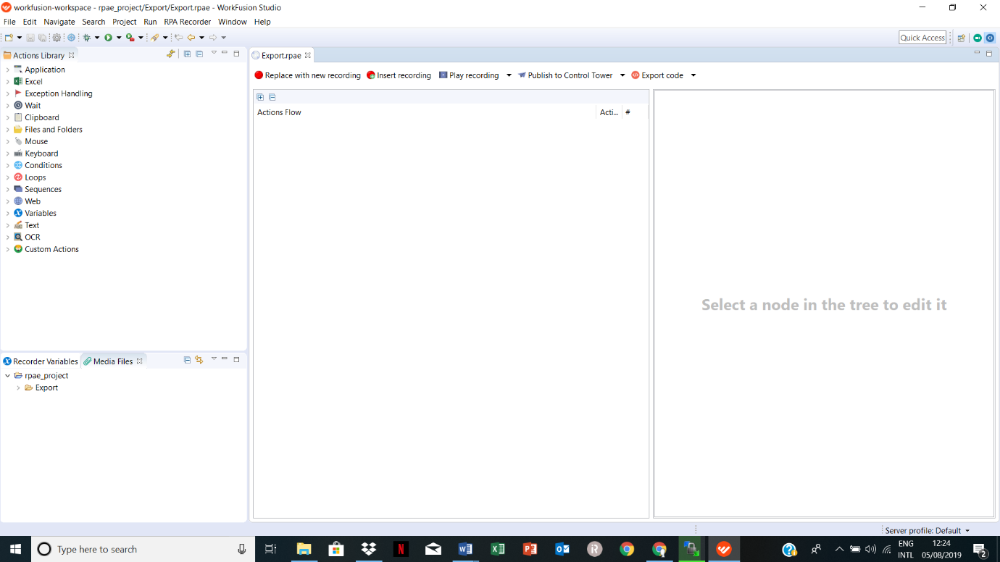 workfusion-workspace - rpae_project/Export/Export.rpae - WorkFusion Studio
File Edit Navigate Search Project Run RPA Recorder Window Help
Quick Access
Actions Library
Application
Excel
Exception Handling
Wait
Clipboard
Files and Folders
Mouse
Keyboard
Conditions
Loops
Sequences
Web
Variables
Text
OCR
Custom Actions
Recorder Variables Media Files
rpae_project
Export
Export.rpae
Replace with new recording Insert recording Play recording Publish to Control Tower Export code
Actions Flow Acti... #
Select a node in the tree to edit it
Server profile: Default
Type here to search
ENG
INTL
12:24
05/08/2019
2